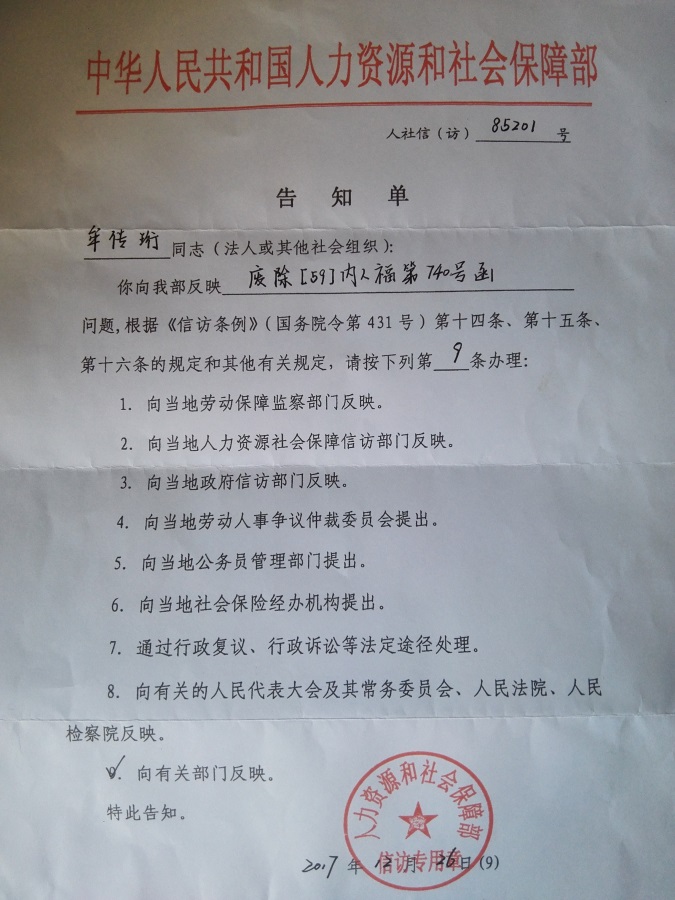 中华人民共和国人力资源和社会保障部
人社信（访）85201号
告知单
牟传珩同志（法人或其他社会组织）：
你向我部反映 废除[59]内人福第740号函
问题，根据《信访条例》（国务院令第431号）第十四条、第十五条、
第十六条的规定和其他有关规定，请按下列第9条办理：
1. 向当地劳动保障监察部门反映。
2. 向当地人力资源社会保障信访部门反映。
3. 向当地政府信访部门反映。
4. 向当地劳动人事争议仲裁委员会提出。
5. 向当地公务员管理部门提出。
6. 向当地社会保险经办机构提出。
7. 通过行政复议、行政诉讼等法定途径处理。
8. 向有关的人民代表大会及其常务委员会、人民法院、人民
检察院反映。
9. 向有关部门反映。
特此告知。
人力资源和社会保障部
信访专用章
2017年12月26日(9)